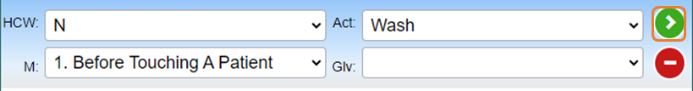 HCW: N Act: Wash
M: 1. Before Touching A Patient Glv: